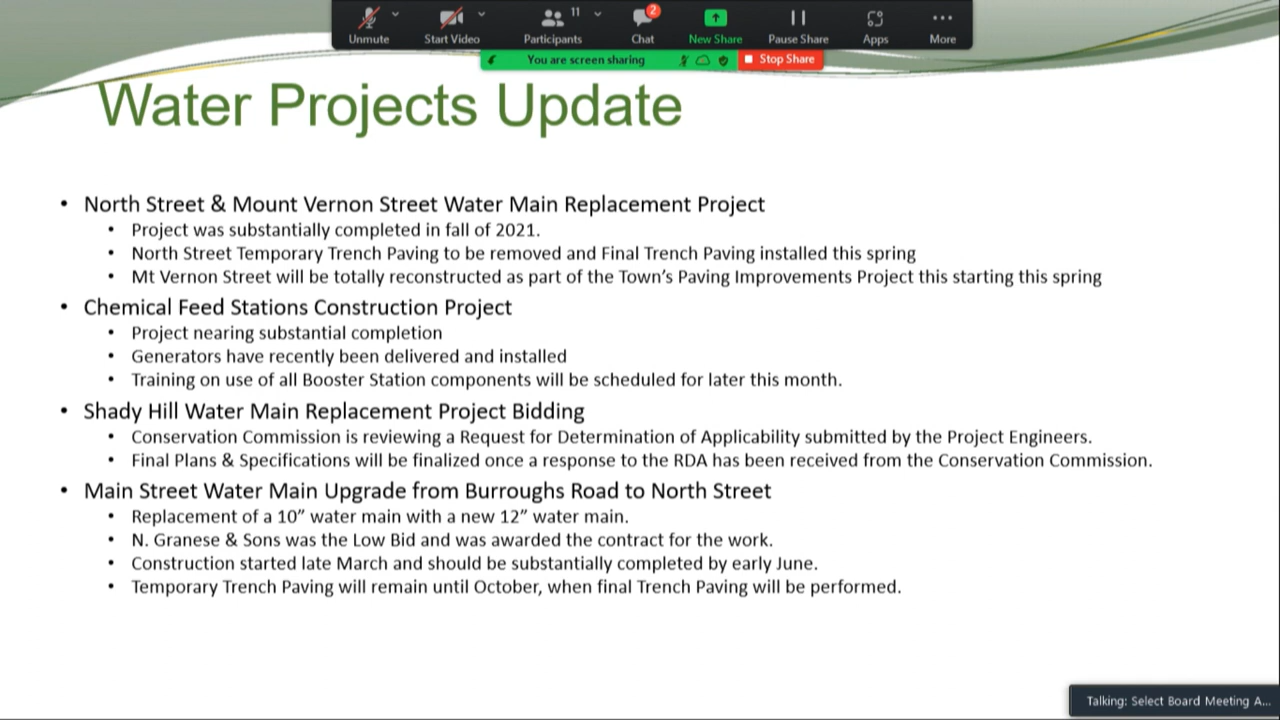 11
2
Unmute
Start Video
Participants
Chat
New Share
Pause Share
Apps
More
You are screen sharing
Stop Share
Water Projects Update
• North Street & Mount Vernon Street Water Main Replacement Project
• Project was substantially completed in fall of 2021.
• North Street Temporary Trench Paving to be removed and Final Trench Paving installed this spring
• Mt Vernon Street will be totally reconstructed as part of the Town’s Paving Improvements Project this starting this spring
• Chemical Feed Stations Construction Project
• Project nearing substantial completion
• Generators have recently been delivered and installed
• Training on use of all Booster Station components will be scheduled for later this month.
• Shady Hill Water Main Replacement Project Bidding
• Conservation Commission is reviewing a Request for Determination of Applicability submitted by the Project Engineers.
• Final Plans & Specifications will be finalized once a response to the RDA has been received from the Conservation Commission.
• Main Street Water Main Upgrade from Burroughs Road to North Street
• Replacement of a 10” water main with a new 12” water main.
• N. Granese & Sons was the Low Bid and was awarded the contract for the work.
• Construction started late March and should be substantially completed by early June.
• Temporary Trench Paving will remain until October, when final Trench Paving will be performed.
Talking: Select Board Meeting A...